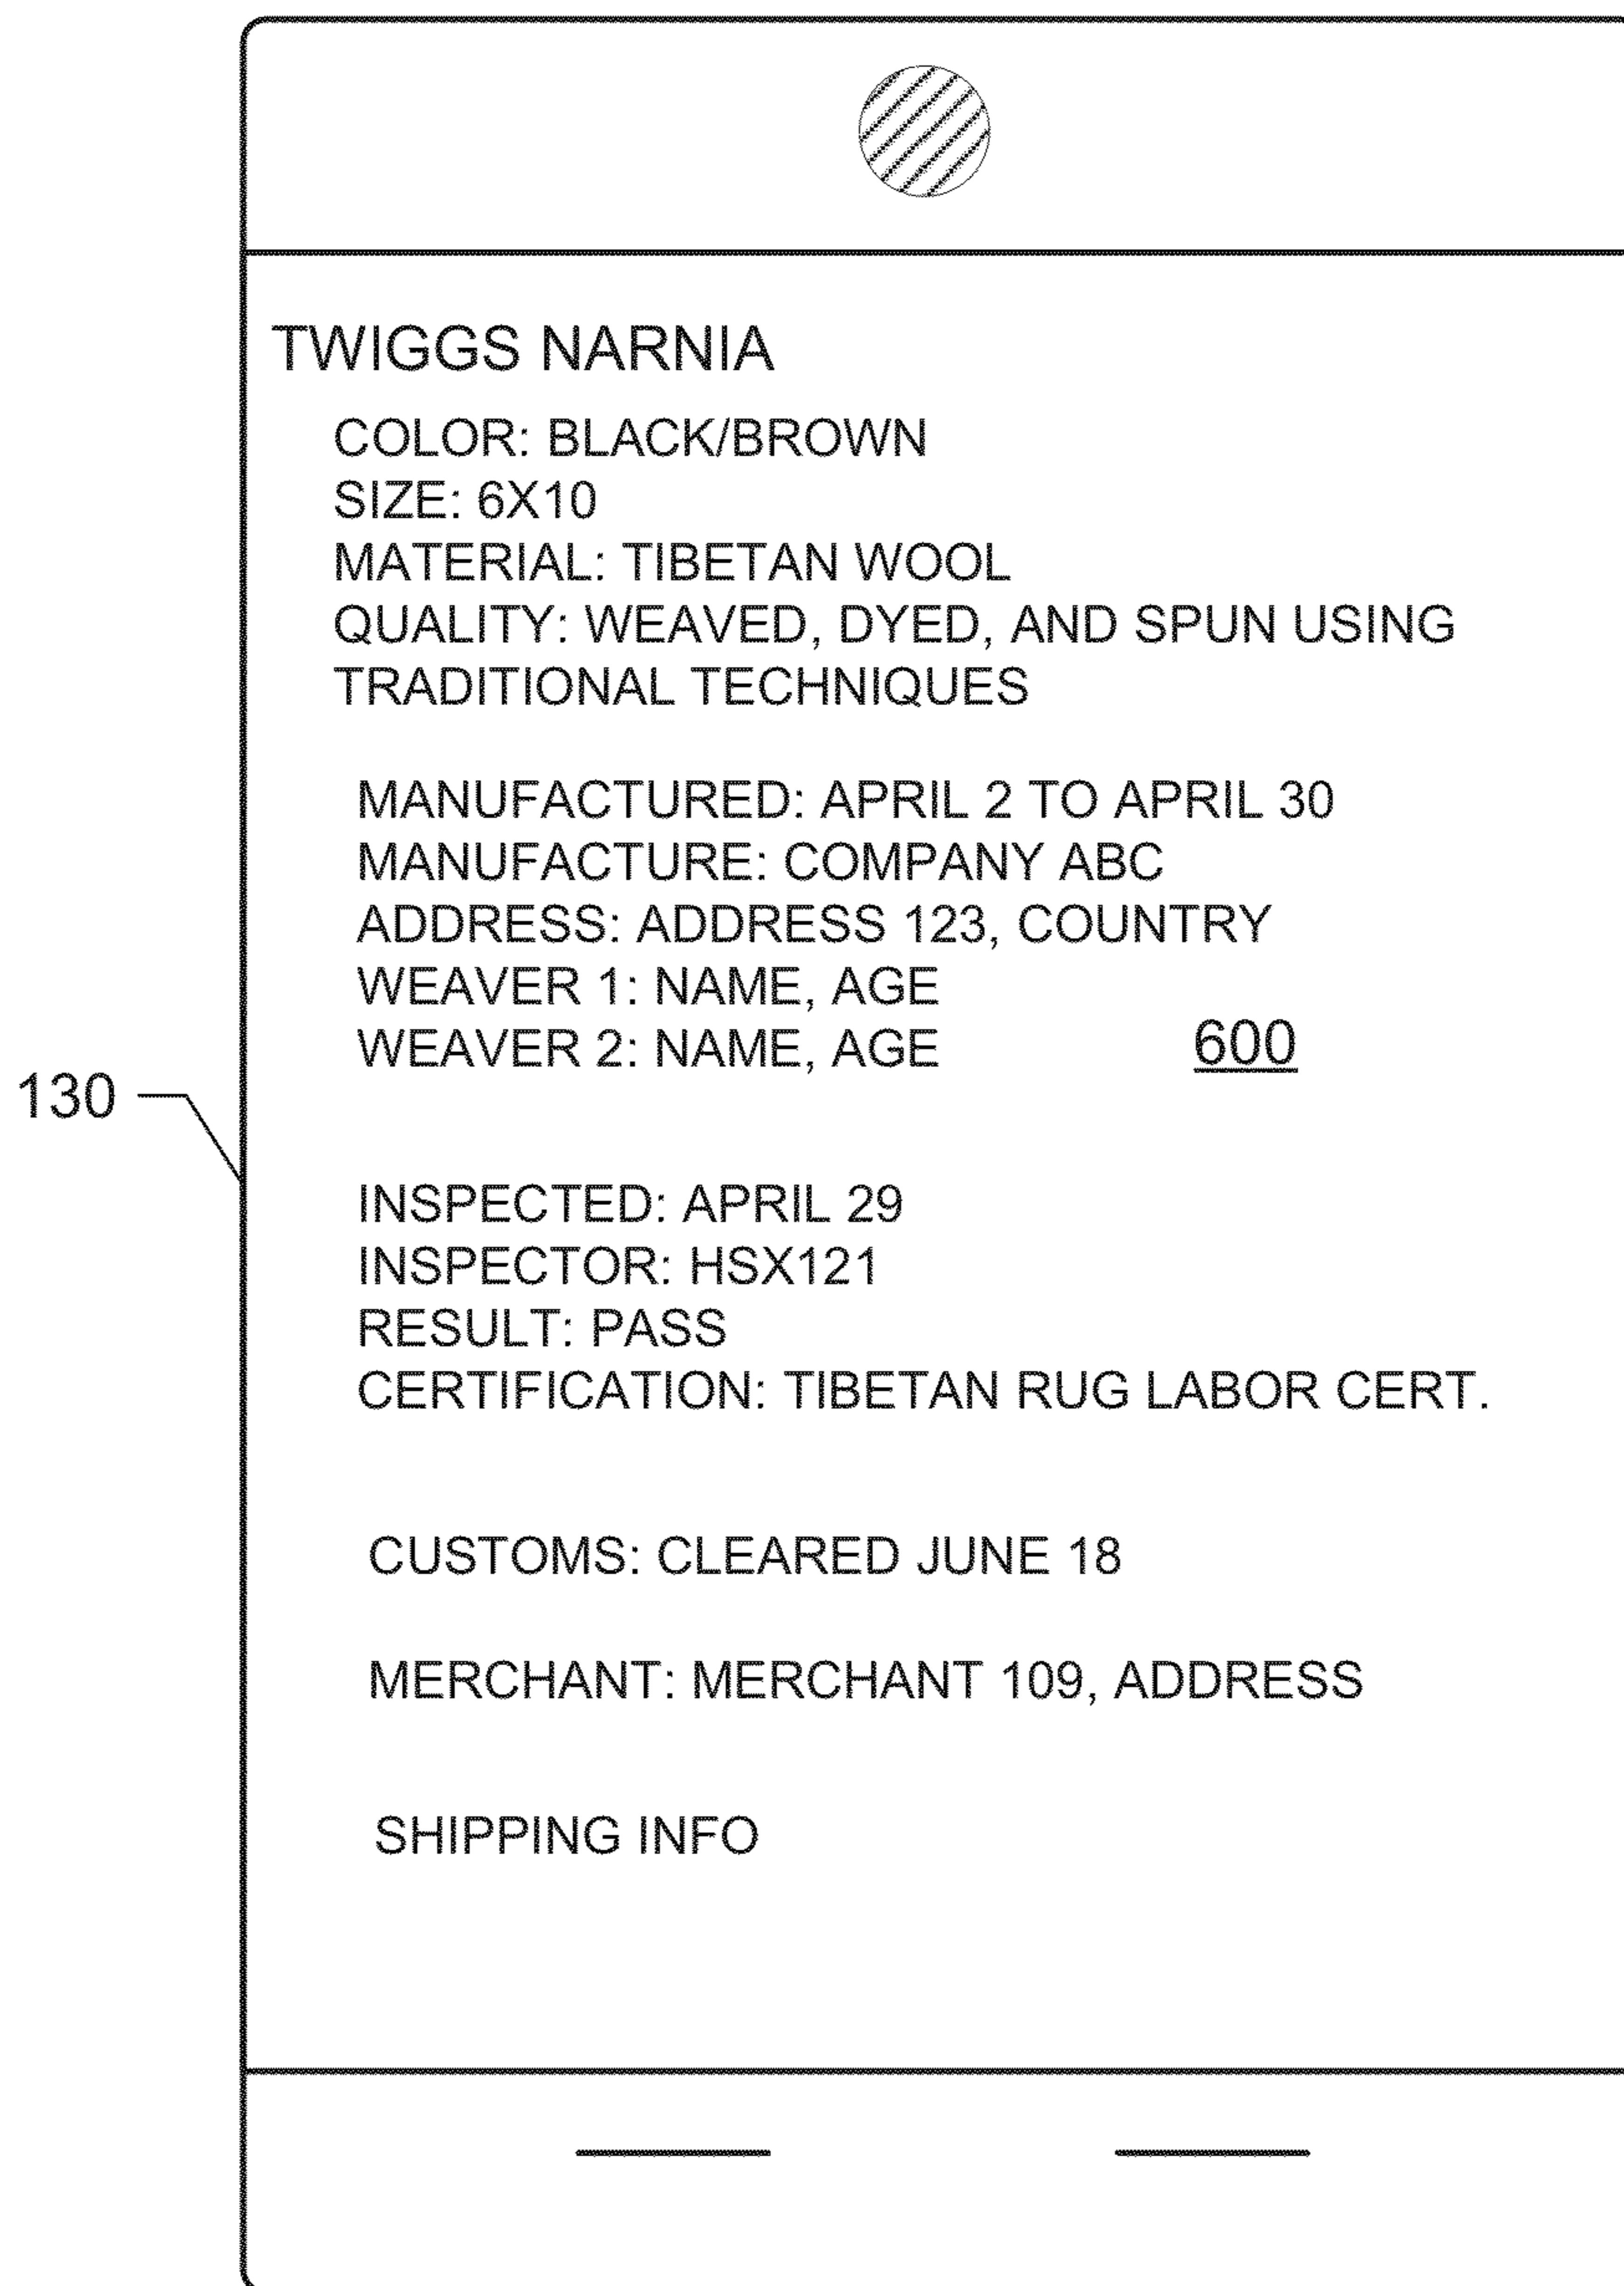 TWIGGS NARNIA
COLOR: BLACK/BROWN
SIZE: 6X10
MATERIAL: TIBETAN WOOL
QUALITY: WEAVED, DYED, AND SPUN USING
TRADITIONAL TECHNIQUES
MANUFACTURED: APRIL 2 TO APRIL 30
MANUFACTURE: COMPANY ABC
ADDRESS: ADDRESS 123, COUNTRY
WEAVER 1: NAME, AGE
WEAVER 2: NAME, AGE
600
130
INSPECTED: APRIL 29
INSPECTOR: HSX121
RESULT: PASS
CERTIFICATION: TIBETAN RUG LABOR CERT.
CUSTOMS: CLEARED JUNE 18
MERCHANT: MERCHANT 109, ADDRESS
SHIPPING INFO